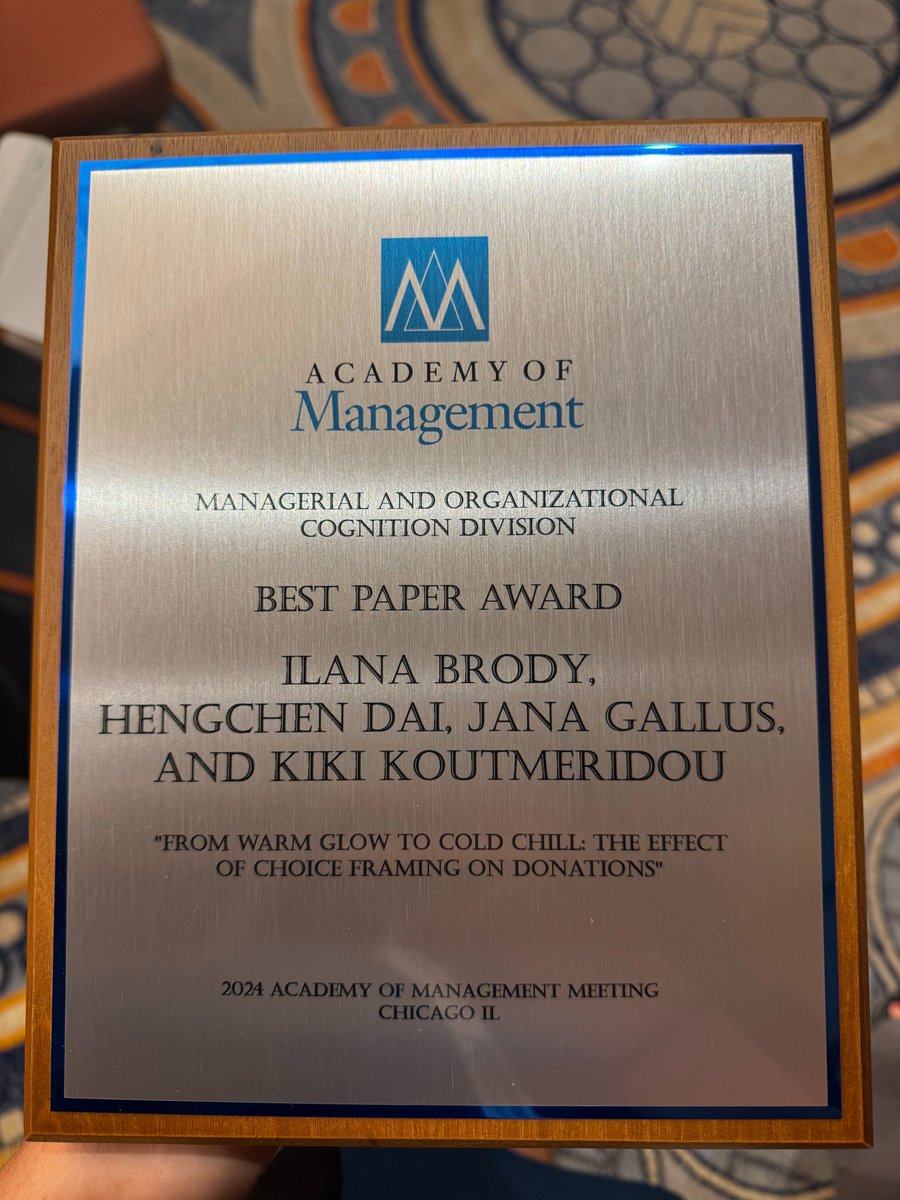 ACADEMY OF
Management
MANAGERIAL AND ORGANIZATIONAL
COGNITION DIVISION
BEST PAPER AWARD
ILANA BRODY,
HENGCHEN DAI, JANA GALLUS,
AND KIKI KOUTMERIDOU
"FROM WARM GLOW TO COLD CHILL: THE EFFECT
OF CHOICE FRAMING ON DONATIONS"
2024 ACADEMY OF MANAGEMENT MEETING
CHICAGO IL